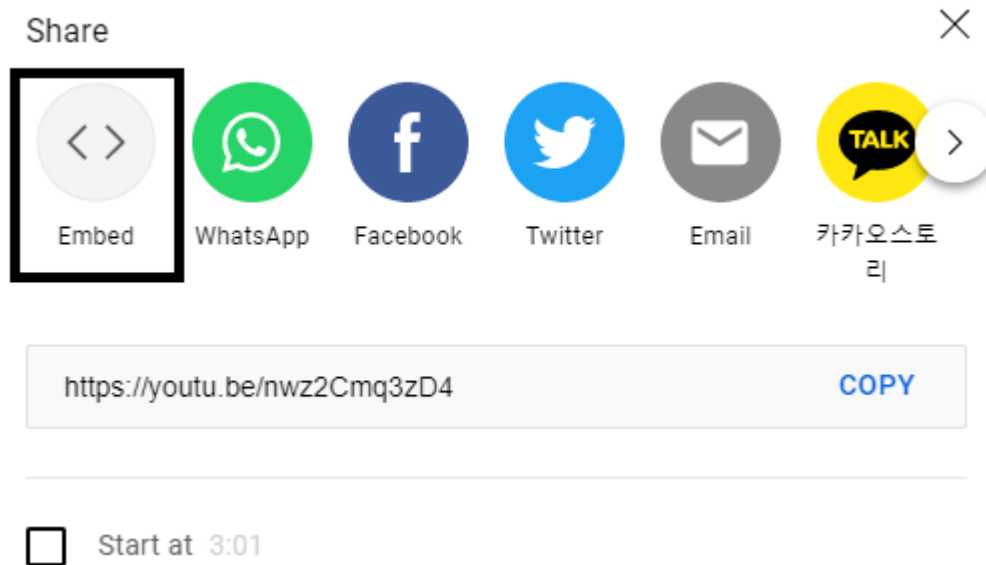 Share
Embed WhatsApp Facebook Twitter Email 카카오스토
리
TALK
https://youtu.be/nwz2Cmq3zD4 COPY
Start at 3:01